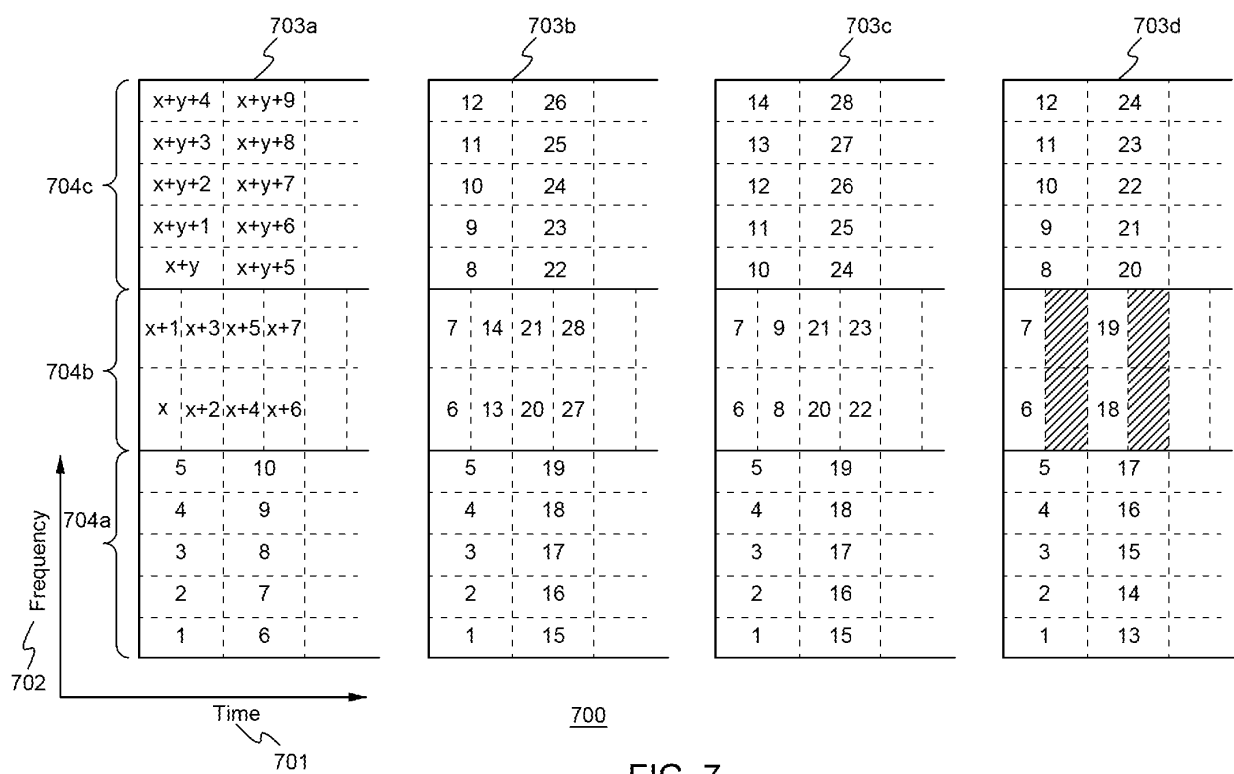 703a 703b 703c 703d
x+y+4 x+y+9 12 26 14 28 12 24
x+y+3 x+y+8 11 25 13 27 11 23
704c x+y+2 x+y+7 10 24 12 26 10 22
x+y+1 x+y+6 9 23 11 25 9 21
x+y x+y+5 8 22 10 24 8 20
x+1 x+3 x+5 x+7 7 14 21 28 7 9 21 23 7 19
704b
x x+2 x+4 x+6 6 13 20 27 6 8 20 22 6 18
5 10 5 19 5 19 5 17
704a 4 9 4 18 4 18 4 16
3 8 3 17 3 17 3 15
2 7 2 16 2 16 2 14
1 6 1 15 1 15 1 13
Frequency
702
Time
701
700
FIG. 7